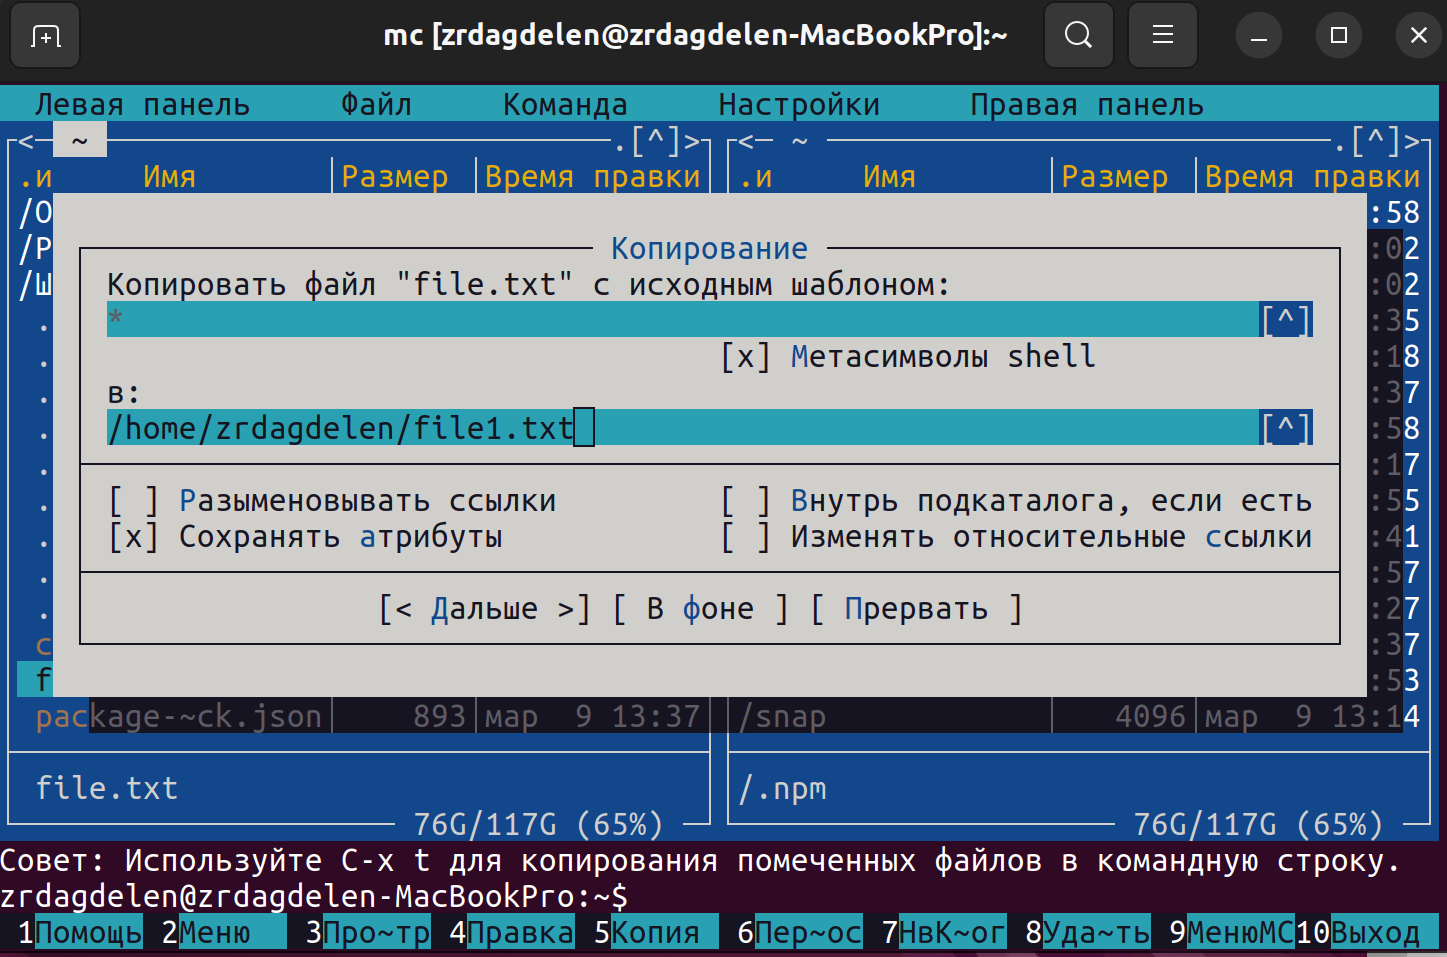 mc [zrdagdelen@zrdagdelen-MacBookPro]:~
Левая панель Файл Команда Настройки Правая панель
<─ ~ ─.[^]>┐ ┌<─ ~ ─.[^]>
.и Имя Размер Время правки .и Имя Размер Время правки
/О :58
Копирование
/Р :02
Копировать файл "file.txt" с исходным шаблоном:
/Ш :02
* [^]
. :35
[x] Метасимволы shell
. :18
в:
. :37
/home/zrdagdelen/file1.txt [^]
. :58
. :17
[ ] Разыменовывать ссылки [ ] Внутрь подкаталога, если есть
. :55
[x] Сохранять атрибуты [ ] Изменять относительные ссылки
. :41
. :57
[< Дальше >] [ В фоне ] [ Прервать ]
. :27
c :37
f :53
package-~ck.json 893 мар 9 13:37 /snap 4096 мар 9 13:14
file.txt /.npm
76G/117G (65%) 76G/117G (65%)
Совет: Используйте C-x t для копирования помеченных файлов в командную строку.
zrdagdelen@zrdagdelen-MacBookPro:~$
1Помощь 2Меню 3Про~тр 4Правка 5Копия 6Пер~ос 7НвК~ог 8Уда~ть 9МенюMC 10Выход